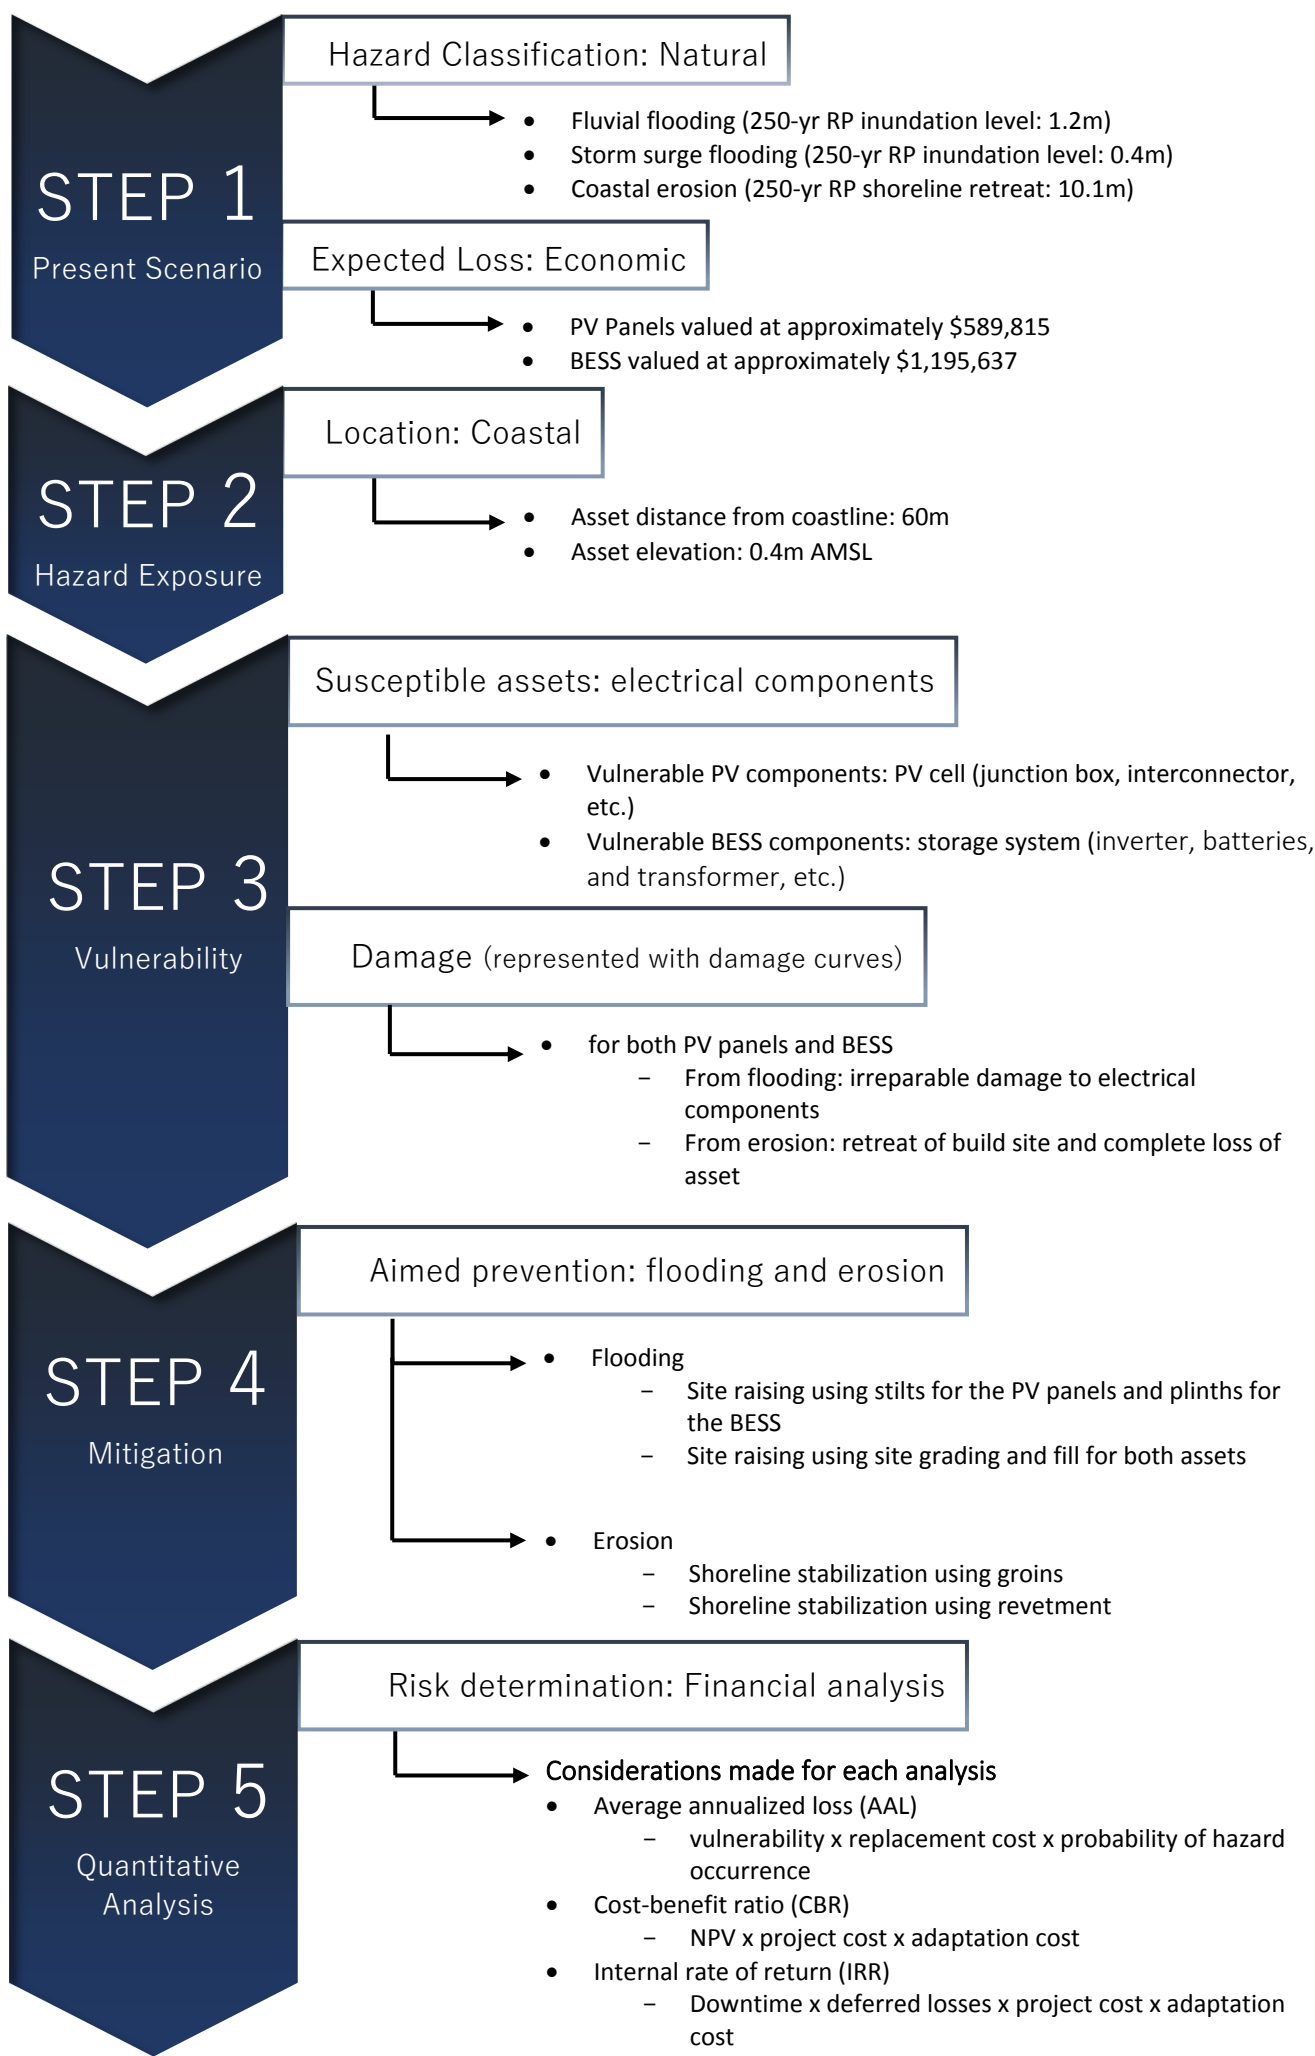 STEP 1
Present Scenario
Hazard Classification: Natural
• Fluvial flooding (250-yr RP inundation level: 1.2m)
• Storm surge flooding (250-yr RP inundation level: 0.4m)
• Coastal erosion (250-yr RP shoreline retreat: 10.1m)
Expected Loss: Economic
• PV Panels valued at approximately $589,815
• BESS valued at approximately $1,195,637
STEP 2
Hazard Exposure
Location: Coastal
• Asset distance from coastline: 60m
• Asset elevation: 0.4m AMSL
STEP 3
Vulnerability
Susceptible assets: electrical components
• Vulnerable PV components: PV cell (junction box, interconnector,
etc.)
• Vulnerable BESS components: storage system (inverter, batteries,
and transformer, etc.)
Damage (represented with damage curves)
• for both PV panels and BESS
− From flooding: irreparable damage to electrical
components
− From erosion: retreat of build site and complete loss of
asset
STEP 4
Mitigation
Aimed prevention: flooding and erosion
• Flooding
− Site raising using stilts for the PV panels and plinths for
the BESS
− Site raising using site grading and fill for both assets
• Erosion
− Shoreline stabilization using groins
− Shoreline stabilization using revetment
STEP 5
Quantitative
Analysis
Risk determination: Financial analysis
Considerations made for each analysis
• Average annualized loss (AAL)
− vulnerability x replacement cost x probability of hazard
occurrence
• Cost-benefit ratio (CBR)
− NPV x project cost x adaptation cost
• Internal rate of return (IRR)
− Downtime x deferred losses x project cost x adaptation
cost